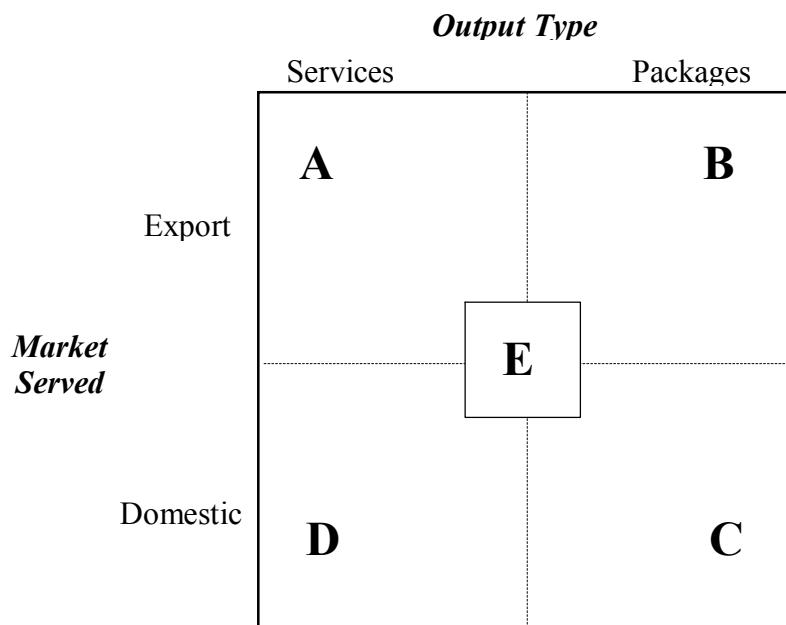 Output Type
Services Packages
A B
Export
E
Market
Served
Domestic
D C